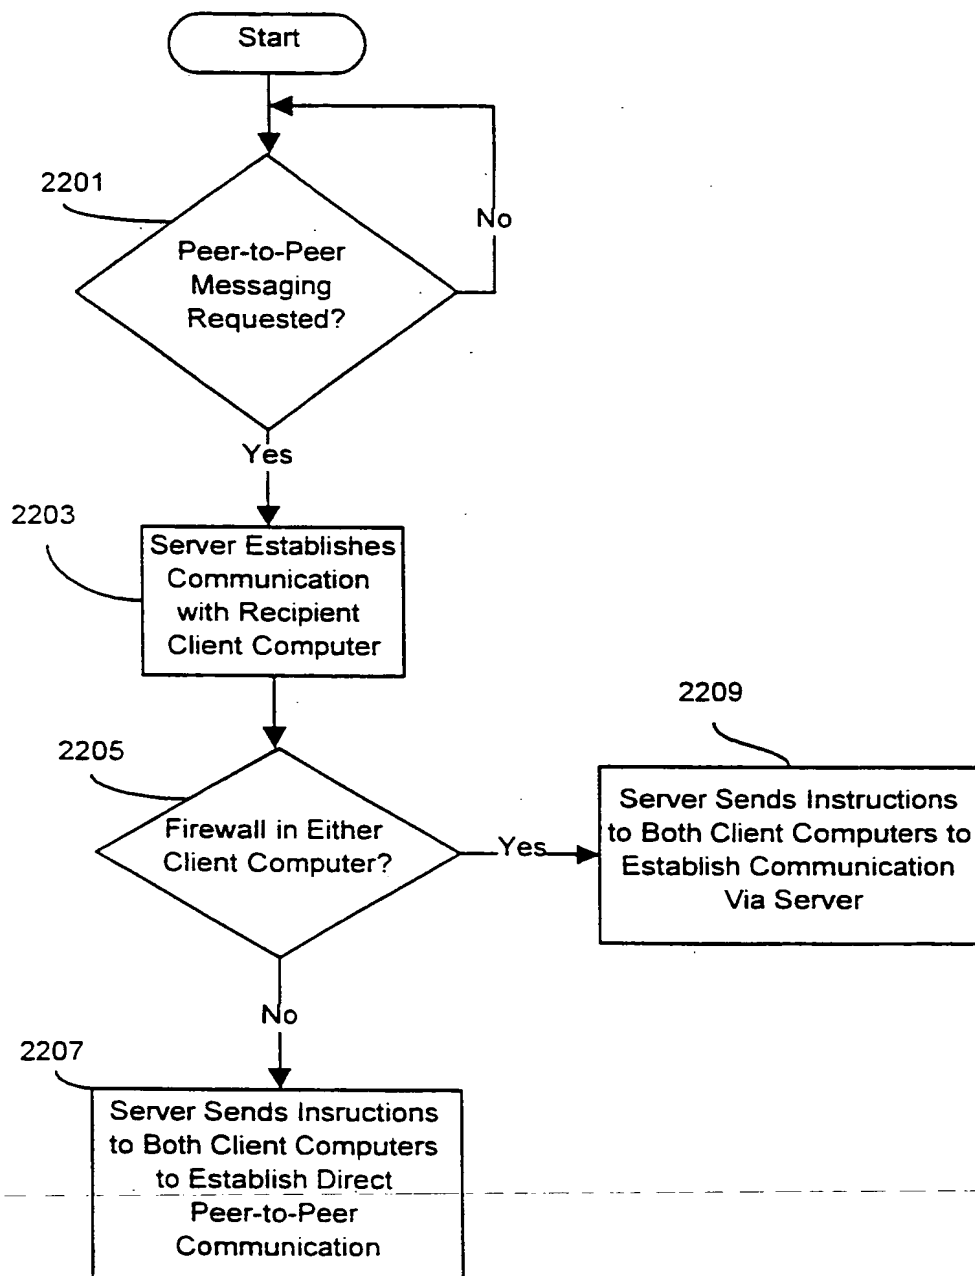 Start
2201
No
Peer-to-Peer
Messaging
Requested?
Yes
2203
Server Establishes
Communication
with Recipient
Client Computer
2209
2205
Server Sends Instructions
to Both Client Computers to
Establish Communication
Via Server
Firewall in Either
Client Computer?
Yes
No
2207
Server Sends Insructions
to Both Client Computers
to Establish Direct
Peer-to-Peer
Communication